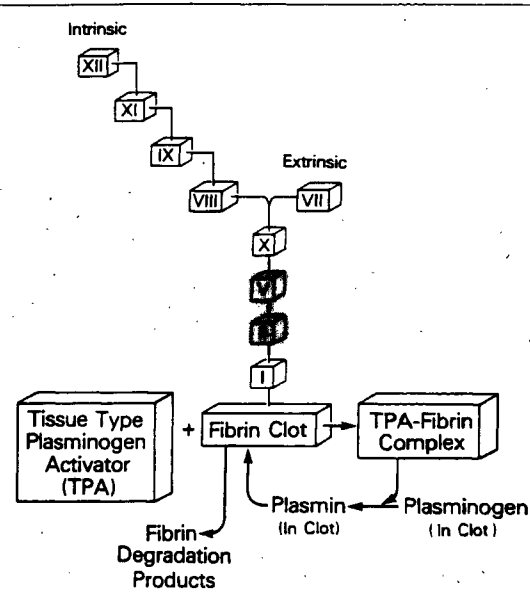 Intrinsic
XII
XI
IX
Extrinsic
VIII
VII
X
V
I
Tissue Type
Plasminogen
Activator
(TPA)
+
Fibrin Clot
TPA-Fibrin
Complex
Plasmin
(In Clot)
Plasminogen
(In Clot)
Fibrin
Degradation
Products